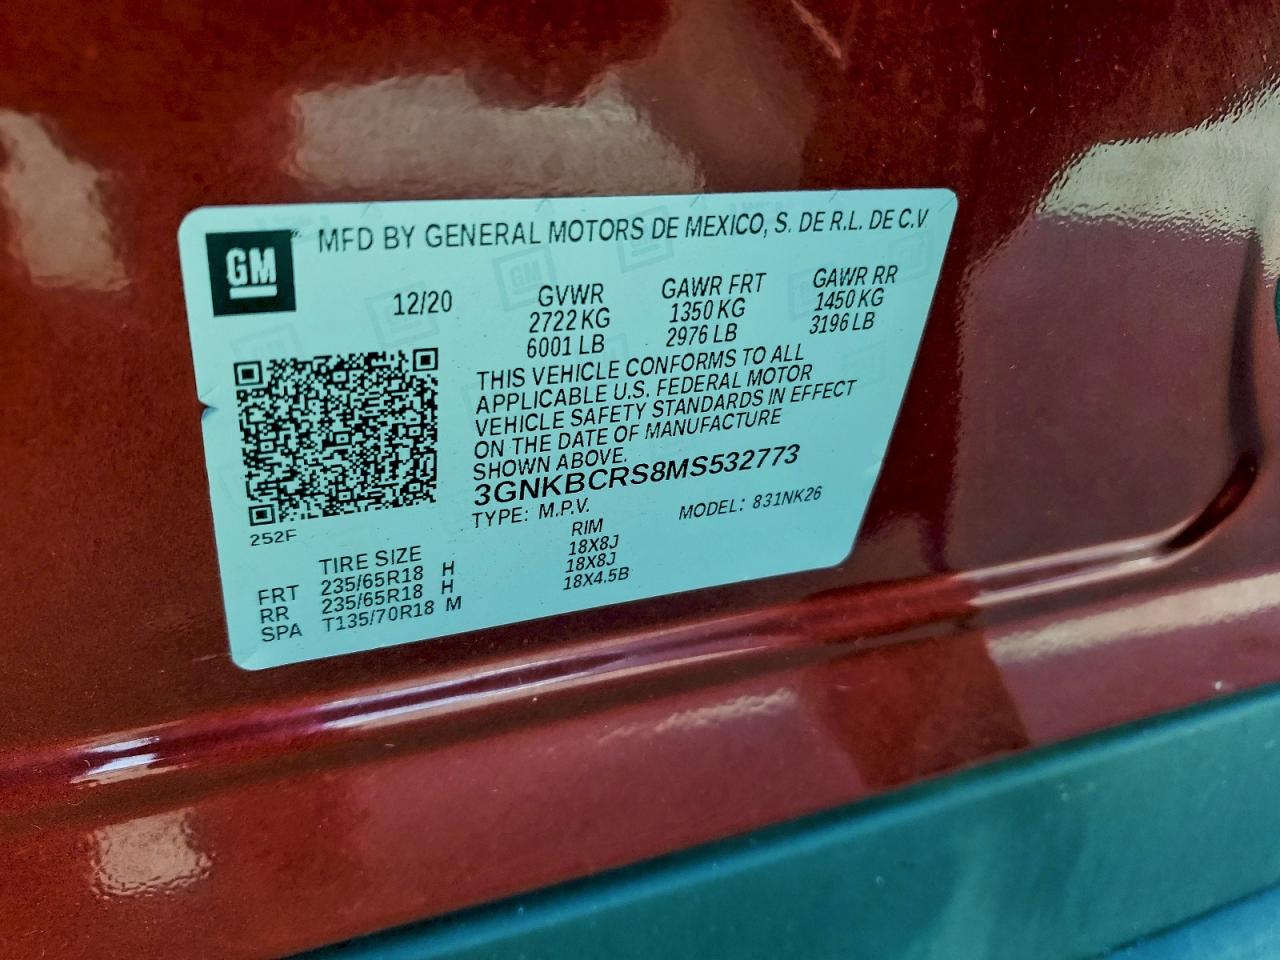 GM
MFD BY GENERAL MOTORS DE MEXICO, S. DE R.L. DE C.V
12/20
GVWR
2722 KG
6001 LB
GAWR FRT
1350 KG
2976 LB
GAWR RR
1450 KG
3196 LB
THIS VEHICLE CONFORMS TO ALL
APPLICABLE U.S. FEDERAL MOTOR
VEHICLE SAFETY STANDARDS IN EFFECT
ON THE DATE OF MANUFACTURE
SHOWN ABOVE.
3GNKBCRS8MS532773
TYPE: M.P.V.
MODEL: 831NK26
252F
TIRE SIZE RIM
FRT 235/65R18 H 18X8J
RR 235/65R18 H 18X8J
SPA T135/70R18 M 18X4.5B